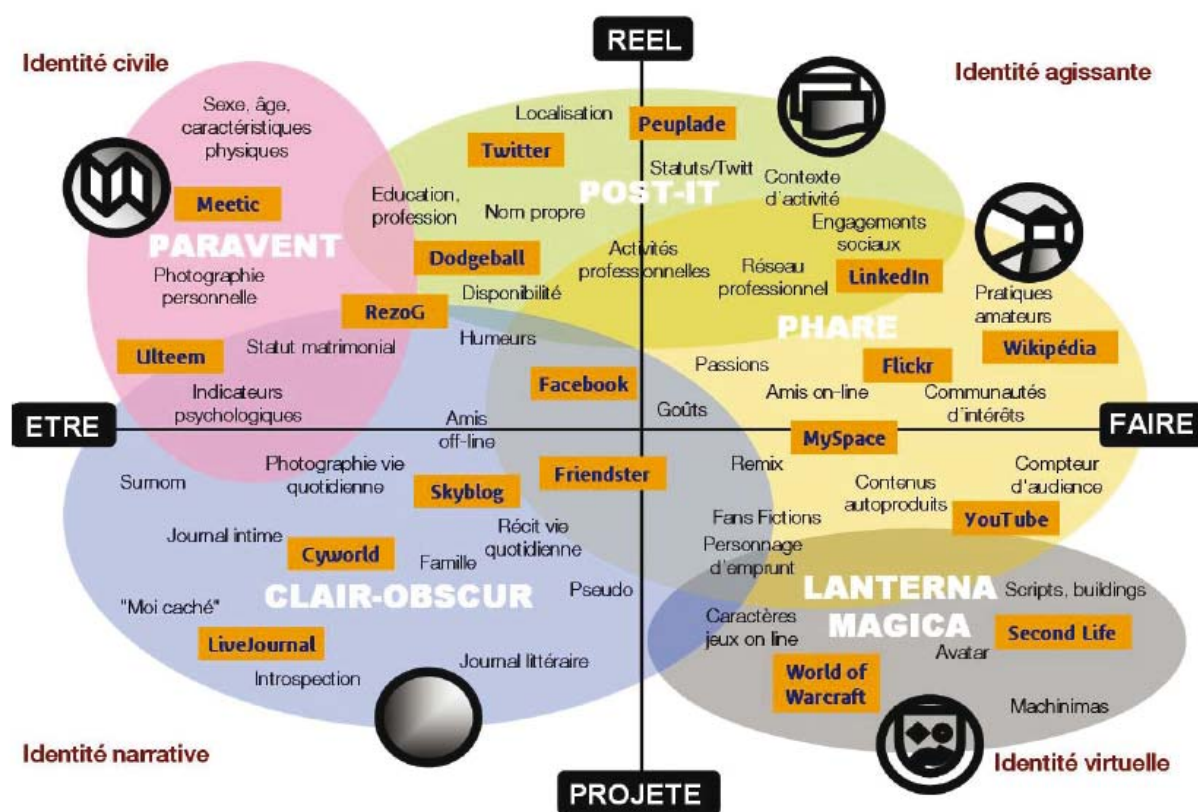 REEL
Identité civile
Identité agissante
Sexe, âge,
caractéristiques
physiques
Localisation
Peuplade
Twitter
Statuts/Twitt
Contexte
d'activité
POST-IT
Education,
profession
Nom propre
Meetic
PARAVENT
Engagements
sociaux
Activités
professionnelles
Dodgeball
Réseau
professionnel
LinkedIn
Photographie
personnelle
Disponibilité
Pratiques
amateurs
RezoG
PHARE
Humeurs
Ulteem
Statut matrimonial
Wikipédia
Passions
Flickr
Facebook
Indicateurs
psychologiques
Amis on-line
Communautés
d'intérêts
Goûts
ETRE
Amis
off-line
MySpace
FAIRE
Photographie vie
quotidienne
Surnom
Skyblog
Friendster
Remix
Compteur
d'audience
Contenus
autoproduits
YouTube
Journal intime
Récit vie
quotidienne
Fans Fictions
Cyworld
Famille
Personnage
d'emprunt
CLAIR-OBSCUR
Pseudo
LANTERNA
MAGICA
Scripts, buildings
"Moi caché"
Caractères
jeux on line
Second Life
LiveJournal
Journal littéraire
Avatar
Introspection
World of
Warcraft
Machinimas
Identité narrative
Identité virtuelle
PROJETE